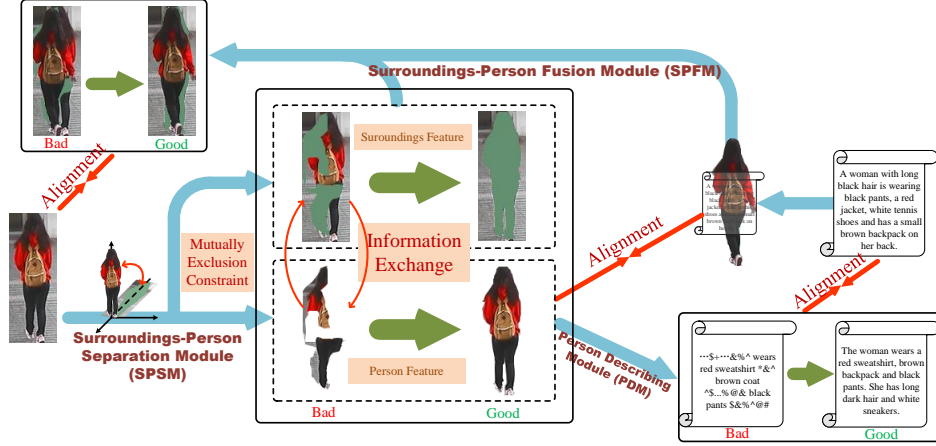 Bad
Good
Surroundings-Person Fusion Module (SPFM)
Alignment
Suroundings Feature
Mutually
Exclusion
Constraint
Information
Exchange
Surroundings-Person
Separation Module
(SPSM)
Person Feature
Bad
Good
Alignment
A woman with long
black hair is wearing
black pants, a red
jacket, white tennis
shoes and has a small
brown backpack on
her back.
Alignment
Person Describing
Module (PDM)
···$+···&%^ wears
red sweatshirt *&^
brown coat
^$...%@& black
pants $&%^@#
Bad
The woman wears a
red sweatshirt, brown
backpack and black
pants. She has long
dark hair and white
sneakers.
Good